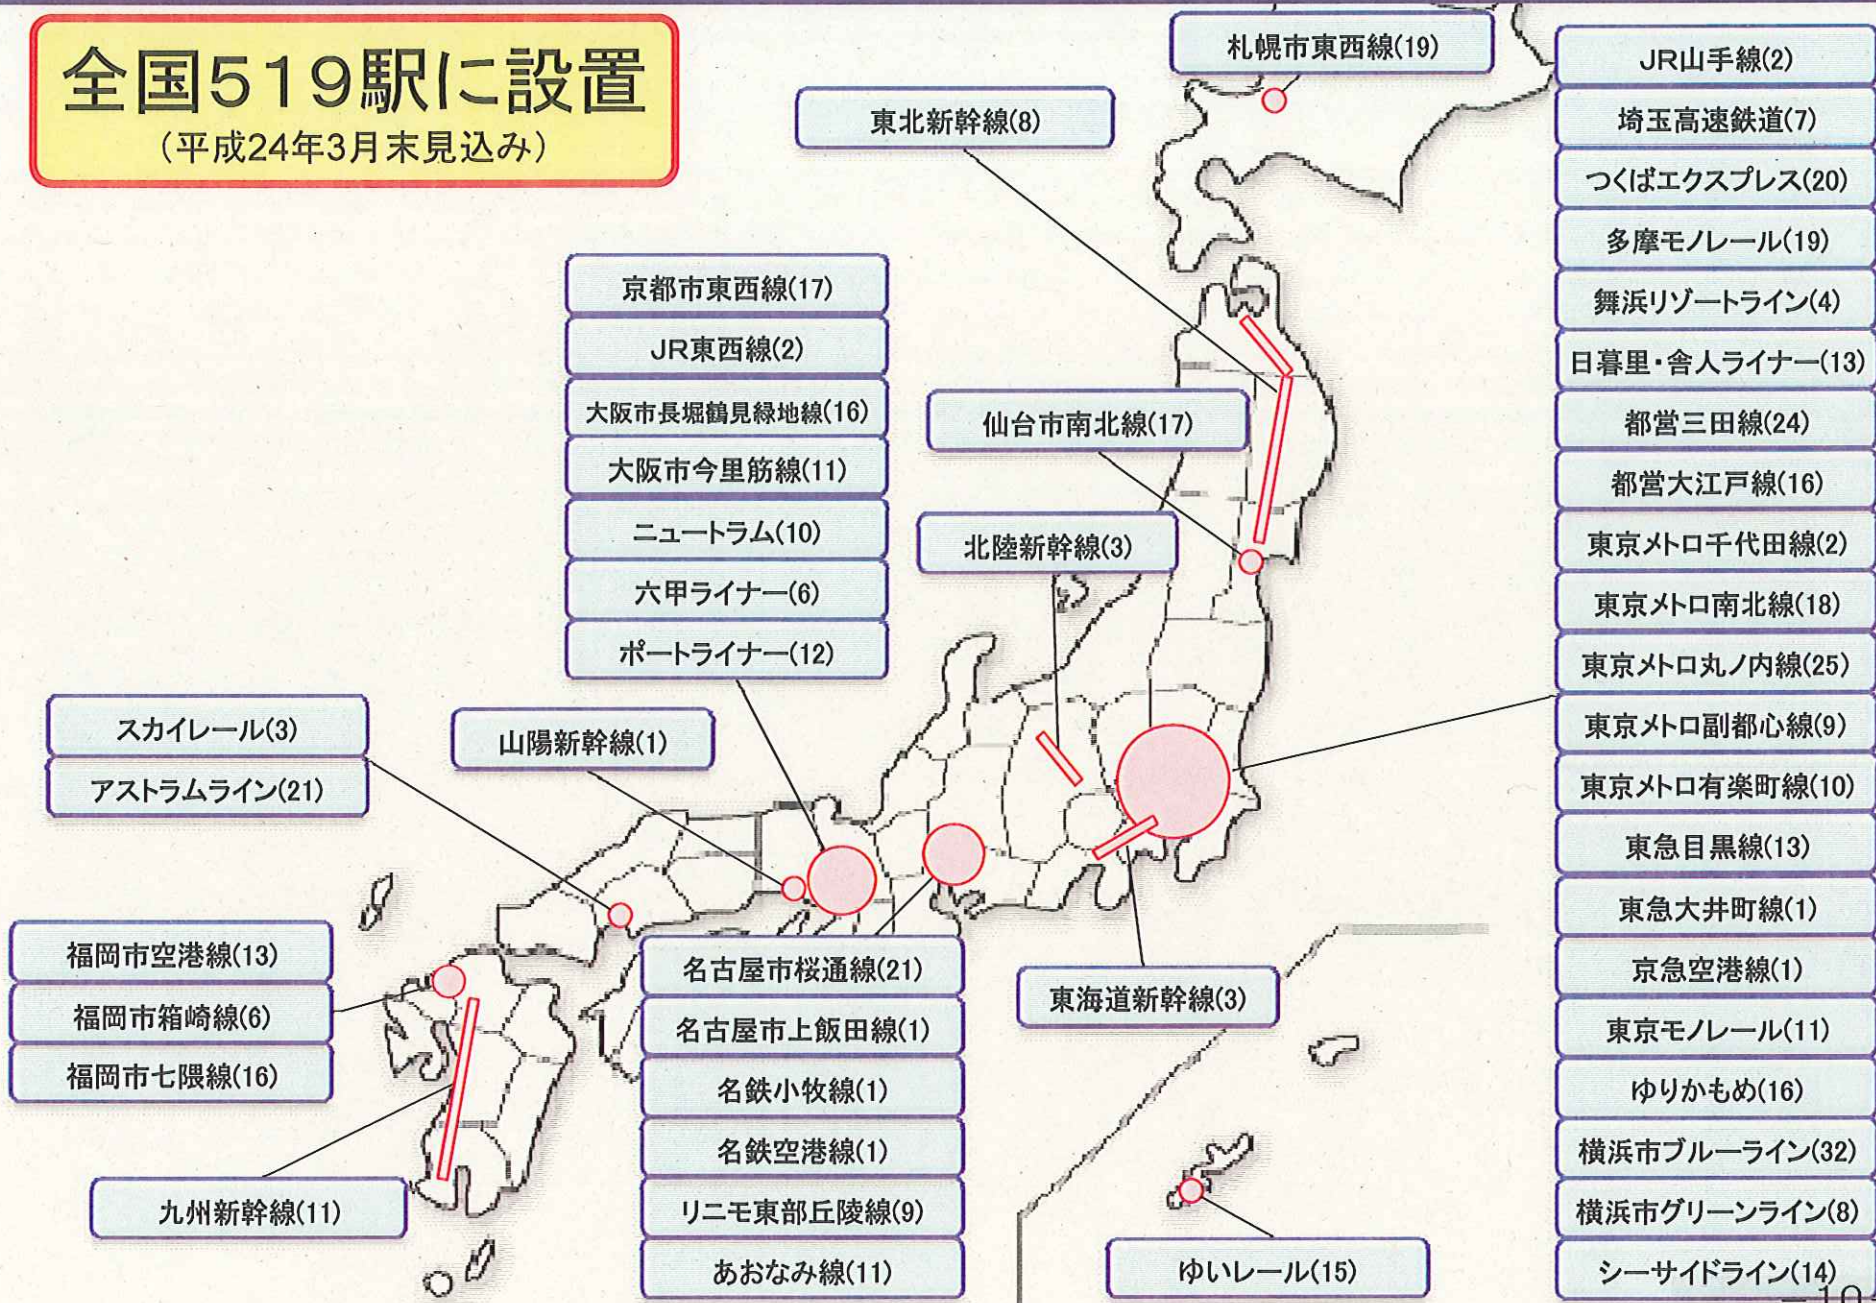 全国519駅に設置
(平成24年3月末見込み)
札幌市東西線(19)
東北新幹線(8)
仙台市南北線(17)
北陸新幹線(3)
京都市東西線(17)
JR東西線(2)
大阪市長堀鶴見緑地線(16)
大阪市今里筋線(11)
ニュートラム(10)
六甲ライナー(6)
ポートライナー(12)
スカイレール(3)
アストラムライン(21)
山陽新幹線(1)
福岡市空港線(13)
福岡市箱崎線(6)
福岡市七隈線(16)
九州新幹線(11)
名古屋市桜通線(21)
名古屋市上飯田線(1)
名鉄小牧線(1)
名鉄空港線(1)
リニモ東部丘陵線(9)
あおなみ線(11)
東海道新幹線(3)
ゆいレール(15)
JR山手線(2)
埼玉高速鉄道(7)
つくばエクスプレス(20)
多摩モノレール(19)
舞浜リゾートライン(4)
日暮里・舎人ライナー(13)
都営三田線(24)
都営大江戸線(16)
東京メトロ千代田線(2)
東京メトロ南北線(18)
東京メトロ丸ノ内線(25)
東京メトロ副都心線(9)
東京メトロ有楽町線(10)
東急目黒線(13)
東急大井町線(1)
京急空港線(1)
東京モノレール(11)
ゆりかもめ(16)
横浜市ブルーライン(32)
横浜市グリーンライン(8)
シーサイドライン(14)